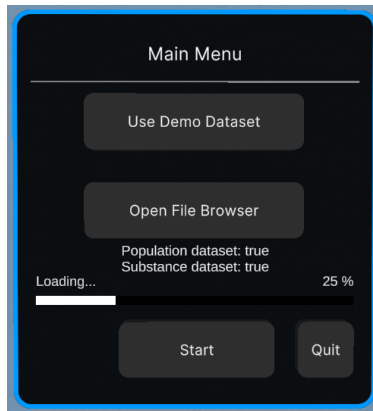 Main Menu
Use Demo Dataset
Open File Browser
Population dataset: true
Substance dataset: true
Loading... 25 %
Start Quit